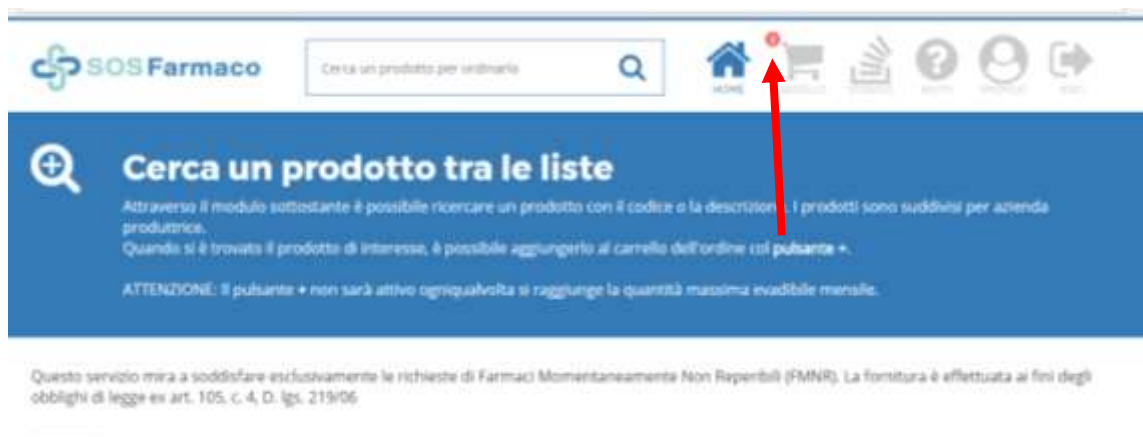 SOS Farmaco
Cerca un prodotto per ordinarlo
HOME
Cerca un prodotto tra le liste
Attraverso il modulo sottostante è possibile ricercare un prodotto con il codice o la descrizione. I prodotti sono suddivisi per azienda
produttrice.
Quando si è trovato il prodotto di interesse, è possibile aggiungerlo al carrello dell'ordine col pulsante +.
ATTENZIONE: Il pulsante + non sarà attivo ogniqualvolta si raggiunge la quantità massima evadibile mensile.
Questo servizio mira a soddisfare esclusivamente le richieste di Farmaci Momentaneamente Non Reperibili (FMNR). La fornitura è effettuata ai fini degli
obblighi di legge ex art. 105, c. 4, D. lgs. 219/06